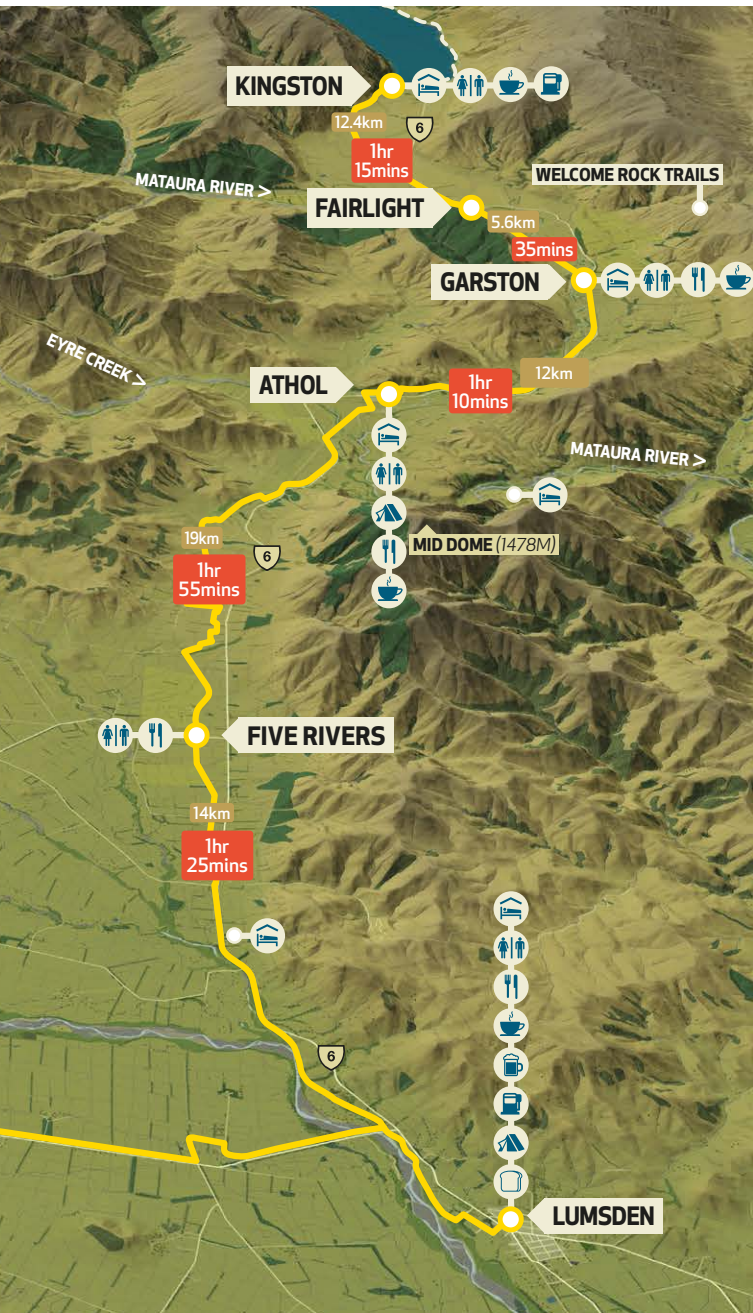 KINGSTON
12.4km
6
1hr
15mins
MATAURA RIVER >
WELCOME ROCK TRAILS
FAIRLIGHT
5.6km
35mins
GARSTON
EYRE CREEK >
ATHOL
1hr
10mins
12km
MATAURA RIVER >
19km
6
MID DOME (1478M)
1hr
55mins
FIVE RIVERS
14km
1hr
25mins
6
LUMSDEN